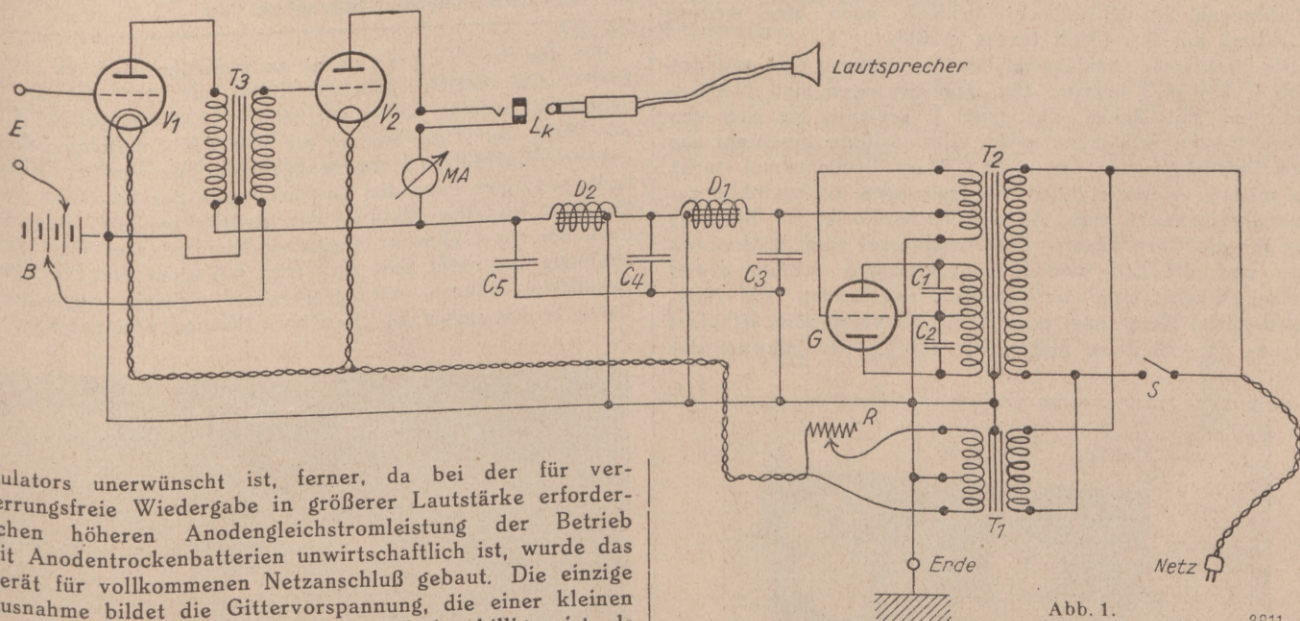 T3
T2
V1
V2
E
B
Lk
Lautsprecher
MA
D2
D1
C5
C4
C3
G
C1
C2
S
R
T1
Erde
Netz
Abb. 1.
ulators unerwünscht ist, ferner, da bei der für ver-
errungsfreie Wiedergabe in größerer Lautstärke erforder-
chen höheren Anodengleichstromleistung der Betrieb
it Anodentrockenbatterien unwirtschaftlich ist, wurde das
erät für vollkommenen Netzanschluß gebaut. Die einzige
usnahme bildet die Gittervorspannung, die einer kleinen